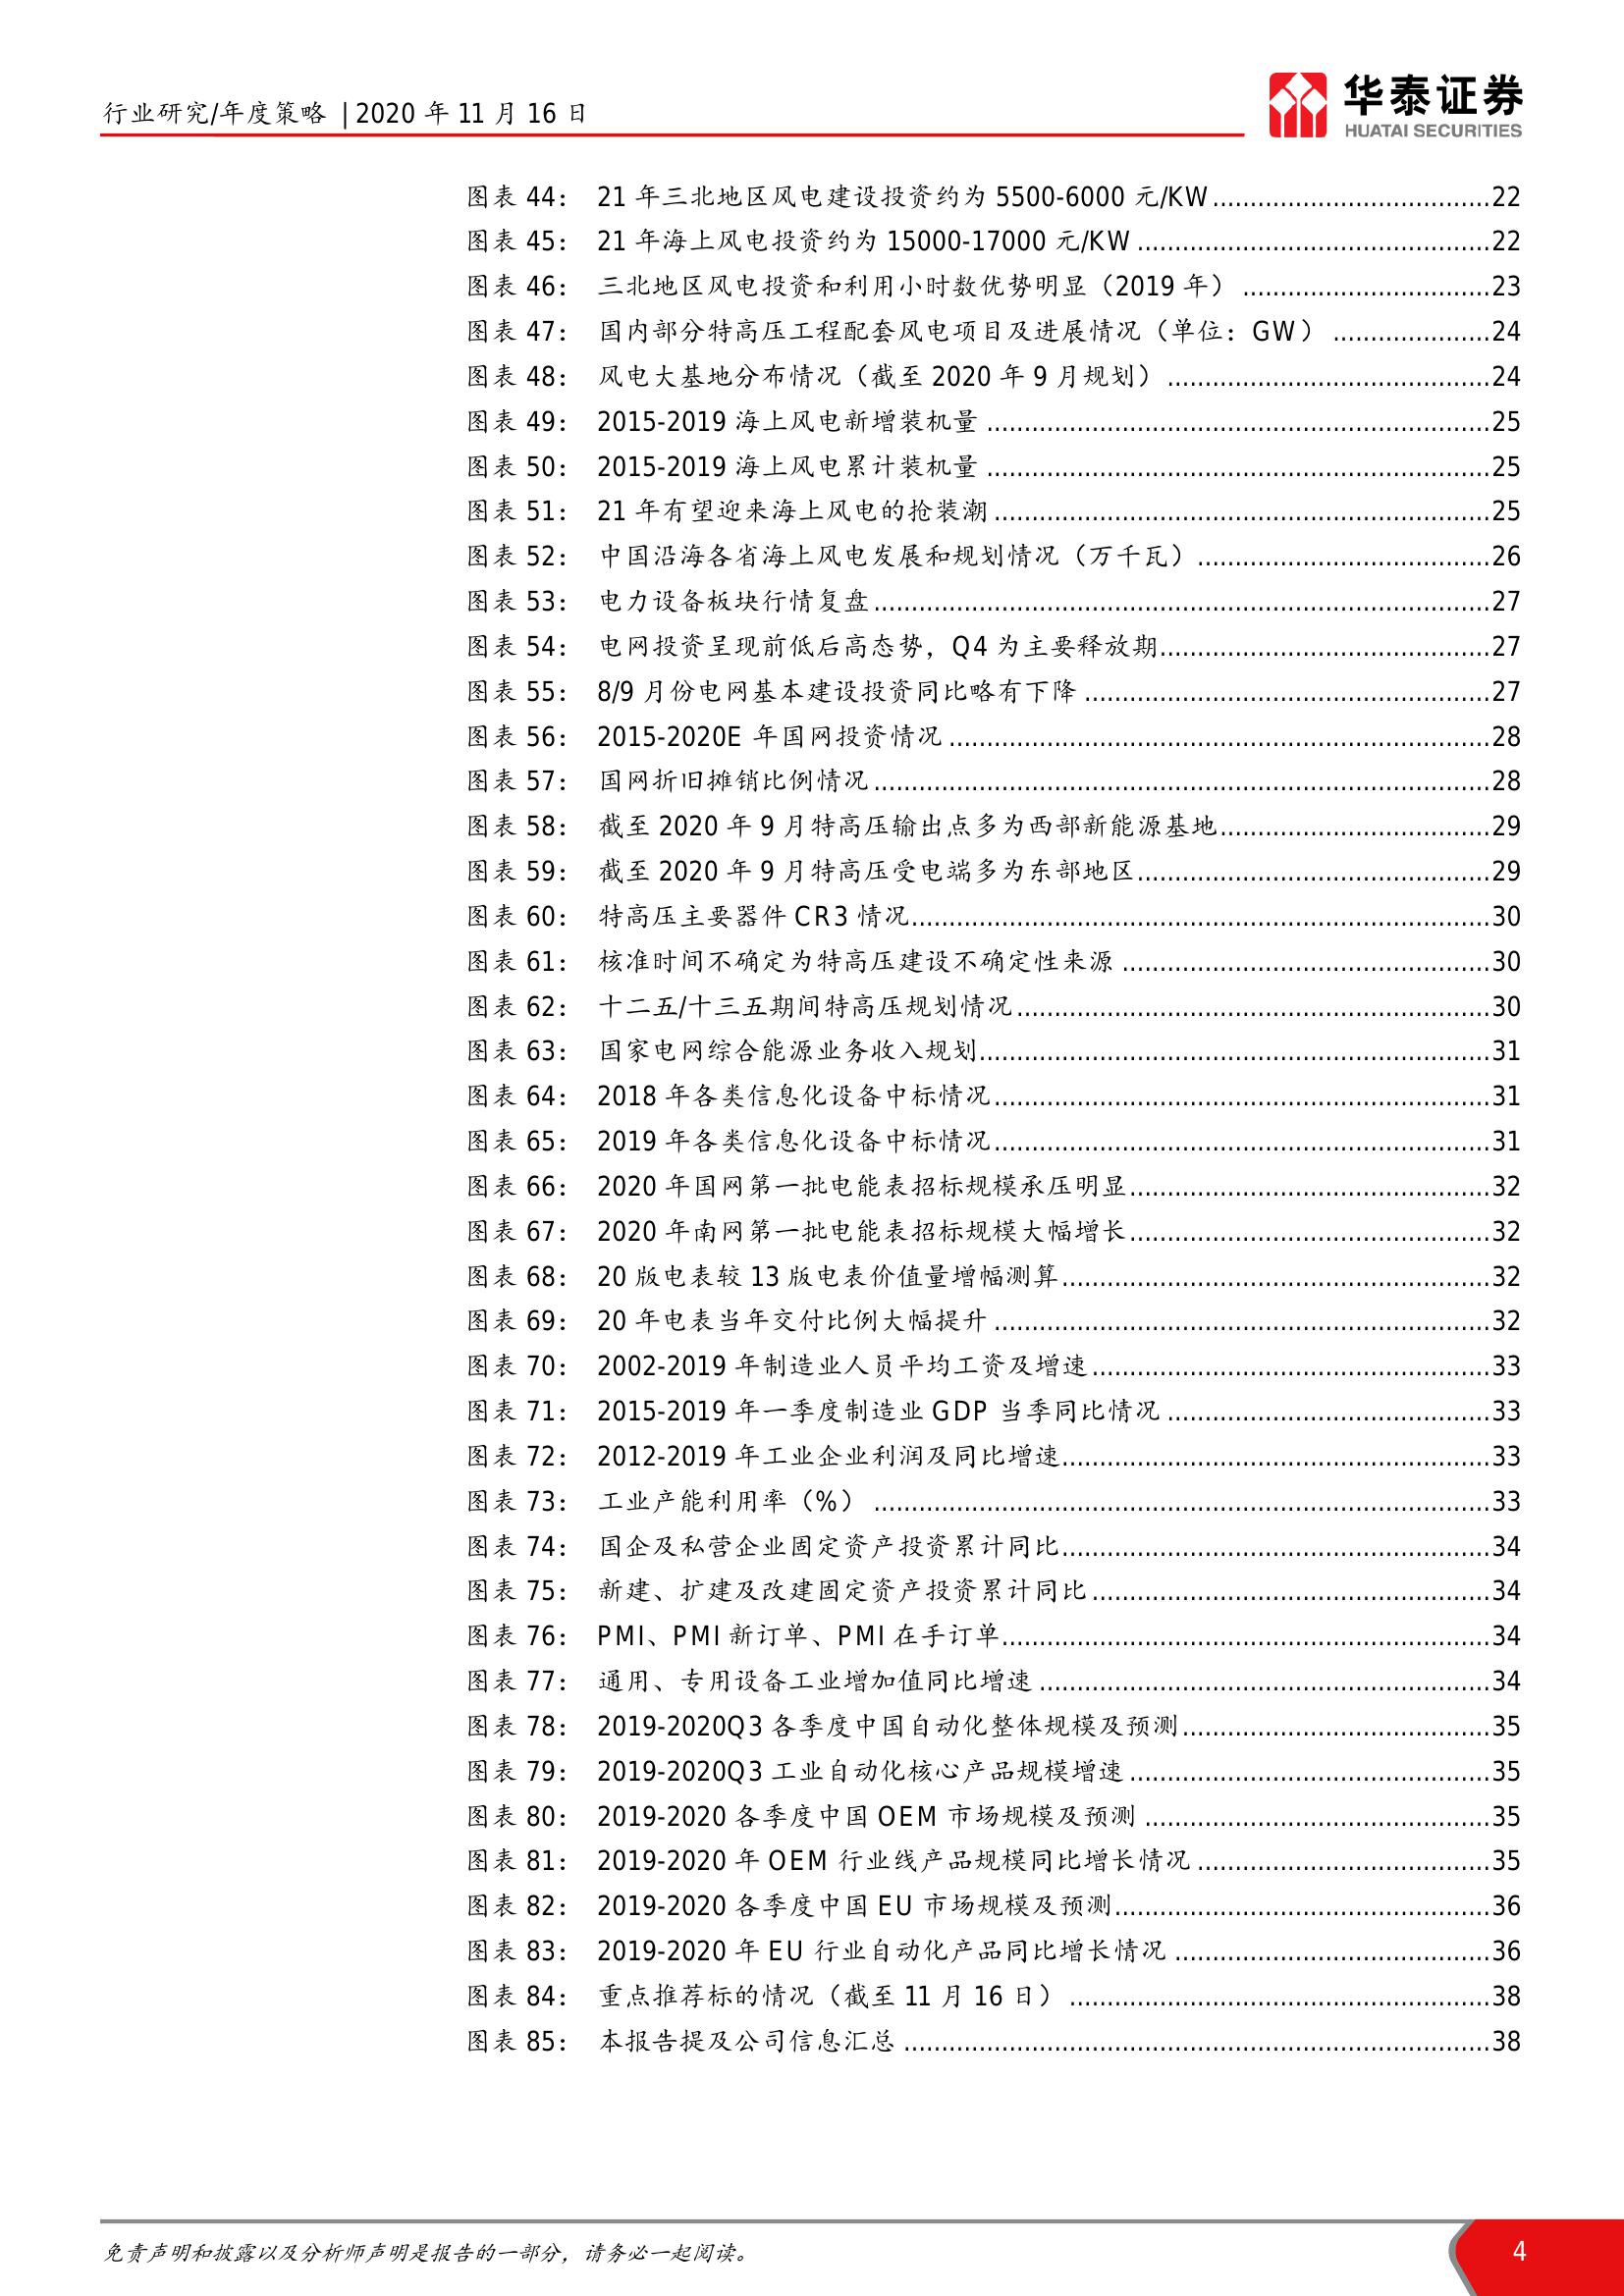 行业研究/年度策略 | 2020 年 11 月 16 日
华泰证券
HUATAI SECURITIES
图表 44： 21 年三北地区风电建设投资约为 5500-6000 元/KW.....................................22
图表 45： 21 年海上风电投资约为 15000-17000 元/KW ...............................................22
图表 46： 三北地区风电投资和利用小时数优势明显（2019 年） .................................23
图表 47： 国内部分特高压工程配套风电项目及进展情况（单位：GW） .....................24
图表 48： 风电大基地分布情况（截至 2020 年 9 月规划） ...........................................24
图表 49： 2015-2019 海上风电新增装机量 ...................................................................25
图表 50： 2015-2019 海上风电累计装机量 ...................................................................25
图表 51： 21 年有望迎来海上风电的抢装潮 ..................................................................25
图表 52： 中国沿海各省海上风电发展和规划情况（万千瓦） .......................................26
图表 53： 电力设备板块行情复盘..................................................................................27
图表 54： 电网投资呈现前低后高态势，Q4 为主要释放期............................................27
图表 55： 8/9 月份电网基本建设投资同比略有下降 ......................................................27
图表 56： 2015-2020E 年国网投资情况 ........................................................................28
图表 57： 国网折旧摊销比例情况..................................................................................28
图表 58： 截至 2020 年 9 月特高压输出点多为西部新能源基地....................................29
图表 59： 截至 2020 年 9 月特高压受电端多为东部地区...............................................29
图表 60： 特高压主要器件 CR3 情况.............................................................................30
图表 61： 核准时间不确定为特高压建设不确定性来源 .................................................30
图表 62： 十二五/十三五期间特高压规划情况...............................................................30
图表 63： 国家电网综合能源业务收入规划....................................................................31
图表 64： 2018 年各类信息化设备中标情况..................................................................31
图表 65： 2019 年各类信息化设备中标情况..................................................................31
图表 66： 2020 年国网第一批电能表招标规模承压明显................................................32
图表 67： 2020 年南网第一批电能表招标规模大幅增长................................................32
图表 68： 20 版电表较 13 版电表价值量增幅测算.........................................................32
图表 69： 20 年电表当年交付比例大幅提升 ..................................................................32
图表 70： 2002-2019 年制造业人员平均工资及增速.....................................................33
图表 71： 2015-2019 年一季度制造业 GDP 当季同比情况 ...........................................33
图表 72： 2012-2019 年工业企业利润及同比增速.........................................................33
图表 73： 工业产能利用率（%） ..................................................................................33
图表 74： 国企及私营企业固定资产投资累计同比.........................................................34
图表 75： 新建、扩建及改建固定资产投资累计同比.....................................................34
图表 76： PMI、PMI 新订单、PMI 在手订单.................................................................34
图表 77： 通用、专用设备工业增加值同比增速 ............................................................34
图表 78： 2019-2020Q3 各季度中国自动化整体规模及预测.........................................35
图表 79： 2019-2020Q3 工业自动化核心产品规模增速 ................................................35
图表 80： 2019-2020 各季度中国 OEM 市场规模及预测 ..............................................35
图表 81： 2019-2020 年 OEM 行业线产品规模同比增长情况 .......................................35
图表 82： 2019-2020 各季度中国 EU 市场规模及预测..................................................36
图表 83： 2019-2020 年 EU 行业自动化产品同比增长情况 ..........................................36
图表 84： 重点推荐标的情况（截至 11 月 16 日） ........................................................38
图表 85： 本报告提及公司信息汇总 ..............................................................................38
免责声明和披露以及分析师声明是报告的一部分，请务必一起阅读。
4